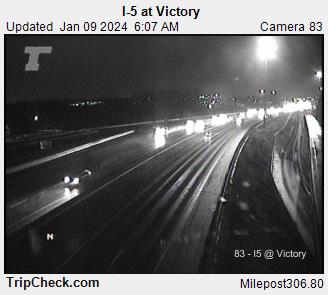 I-5 at Victory
Updated Jan 09 2024 6:07 AM Camera 83
T
N
83 - I5 @ Victory
TripCheck.com Milepost306.80